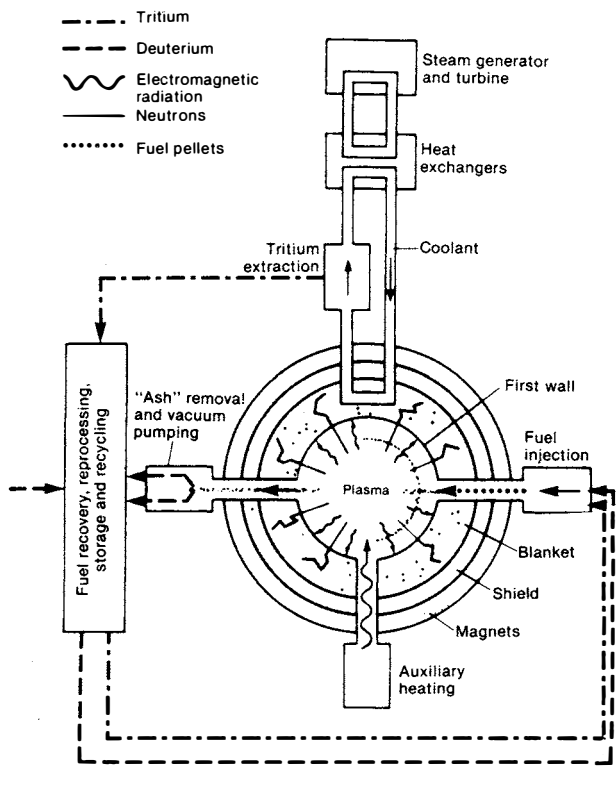 Tritium
Deuterium
Electromagnetic
radiation
Neutrons
Fuel pellets
Steam generator
and turbine
Heat
exchangers
Tritium
extraction
Coolant
"Ash" removal
and vacuum
pumping
First wall
Fuel
injection
Fuel recovery, reprocessing,
storage and recycling
Plasma
Blanket
Shield
Magnets
Auxiliary
heating